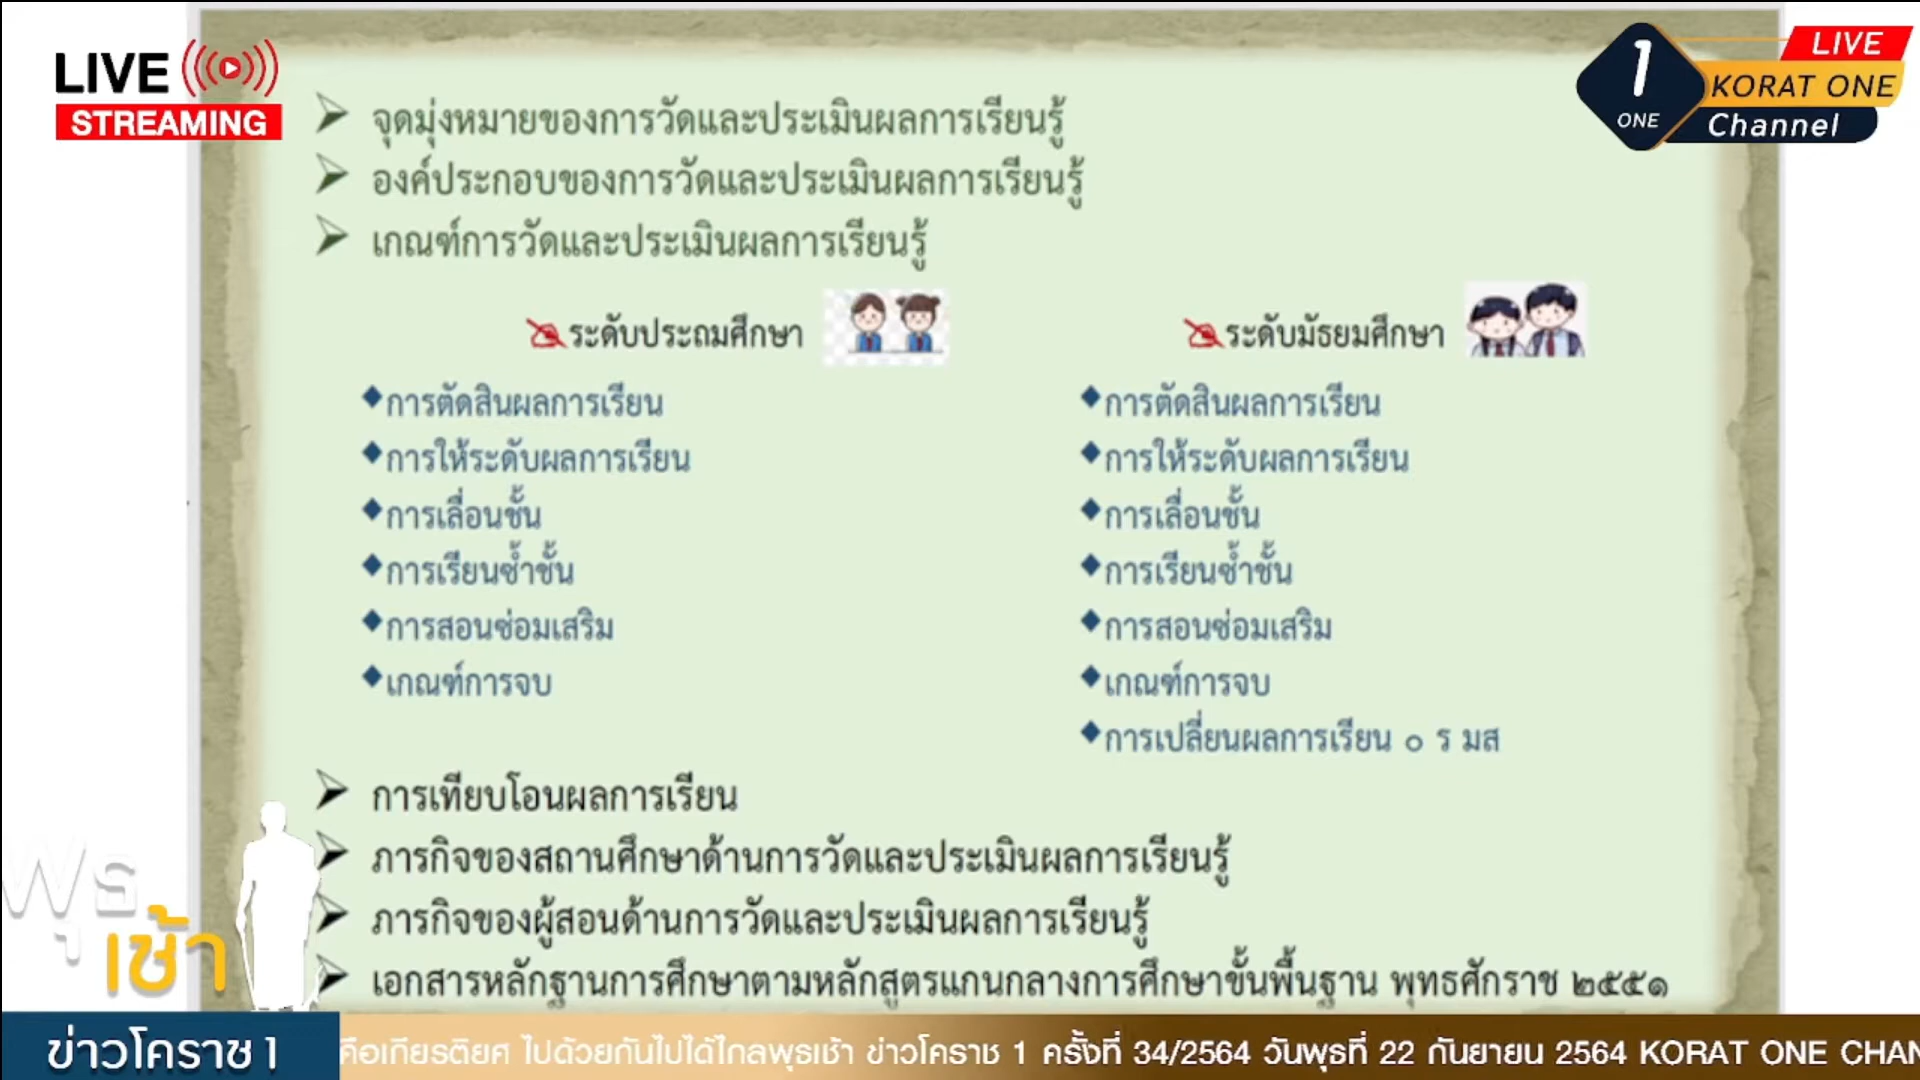 LIVE
STREAMING
LIVE
1
ONE
KORAT ONE
Channel
จุดมุ่งหมายของการวัดและประเมินผลการเรียนรู้
องค์ประกอบของการวัดและประเมินผลการเรียนรู้
เกณฑ์การวัดและประเมินผลการเรียนรู้
ระดับประถมศึกษา
การตัดสินผลการเรียน
การให้ระดับผลการเรียน
การเลื่อนชั้น
การเรียนซ้ำชั้น
การสอนซ่อมเสริม
เกณฑ์การจบ
ระดับมัธยมศึกษา
การตัดสินผลการเรียน
การให้ระดับผลการเรียน
การเลื่อนชั้น
การเรียนซ้ำชั้น
การสอนซ่อมเสริม
เกณฑ์การจบ
การเปลี่ยนผลการเรียน ๐ ร มส
การเทียบโอนผลการเรียน
ภารกิจของสถานศึกษาด้านการวัดและประเมินผลการเรียนรู้
ภารกิจของผู้สอนด้านการวัดและประเมินผลการเรียนรู้
เอกสารหลักฐานการศึกษาตามหลักสูตรแกนกลางการศึกษาขั้นพื้นฐาน พุทธศักราช ๒๕๕๑
พุธ
เช้า
ข่าวโคราช 1
คือเกียรติยศ ไปด้วยกันไปได้ไกลพุธเช้า ข่าวโคราช 1 ครั้งที่ 34/2564 วันพุธที่ 22 กันยายน 2564 KORAT ONE CHAN